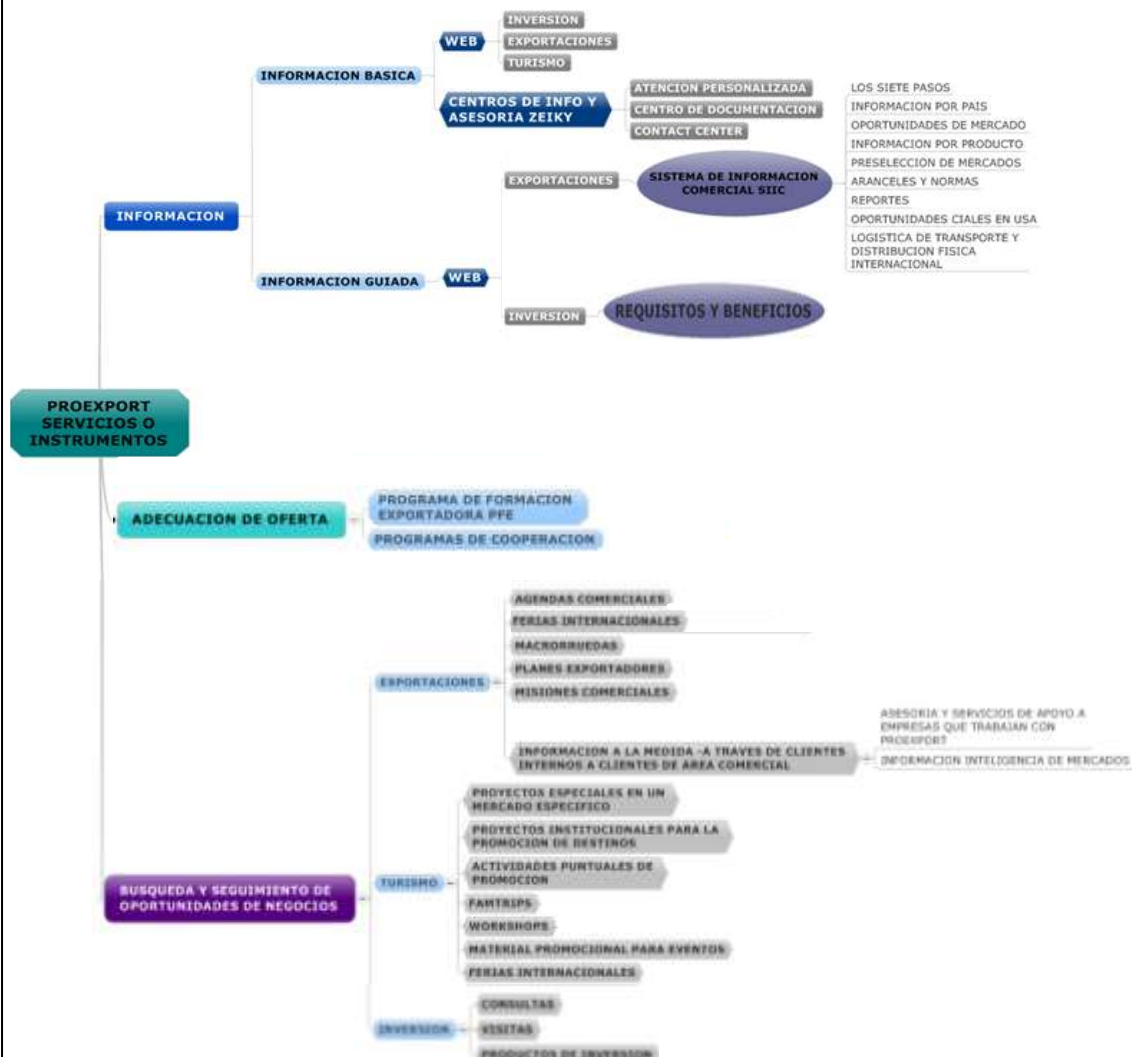 INVERSION
WEB
EXPORTACIONES
TURISMO
INFORMACION BASICA
CENTROS DE INFO Y
ASESORIA ZEIKY
ATENCION PERSONALIZADA
CENTRO DE DOCUMENTACION
CONTACT CENTER
INFORMACION
INFORMACION GUIADA
WEB
EXPORTACIONES
SISTEMA DE INFORMACION
COMERCIAL SIIC
LOS SIETE PASOS
INFORMACION POR PAIS
OPORTUNIDADES DE MERCADO
INFORMACION POR PRODUCTO
PRESELECCION DE MERCADOS
ARANCELES Y NORMAS
REPORTES
OPORTUNIDADES CIALES EN USA
LOGISTICA DE TRANSPORTE Y
DISTRIBUCION FISICA
INTERNACIONAL
INVERSION
REQUISITOS Y BENEFICIOS
PROEXPORT
SERVICIOS O
INSTRUMENTOS
ADECUACION DE OFERTA
PROGRAMA DE FORMACION
EXPORTADORA PFE
PROGRAMAS DE COOPERACION
BUSQUEDA Y SEGUIMIENTO DE
OPORTUNIDADES DE NEGOCIOS
EXPORTACIONES
AGENDAS COMERCIALES
FERIAS INTERNACIONALES
MACRORRUEDAS
PLANES EXPORTADORES
MISIONES COMERCIALES
INFORMACION A LA MEDIDA -A TRAVES DE CLIENTES
INTERNOS A CLIENTES DE AREA COMERCIAL
ASESORIA Y SERVICIOS DE APOYO A
EMPRESAS QUE TRABAJAN CON
PROEXPORT
INFORMACION INTELIGENCIA DE MERCADOS
TURISMO
PROYECTOS ESPECIALES EN UN
MERCADO ESPECIFICO
PROYECTOS INSTITUCIONALES PARA LA
PROMOCION DE DESTINOS
ACTIVIDADES PUNTUALES DE
PROMOCION
FAMTRIPS
WORKSHOPS
MATERIAL PROMOCIONAL PARA EVENTOS
FERIAS INTERNACIONALES
INVERSION
CONSULTAS
VISITAS
PRODUCTOS DE INVERSION